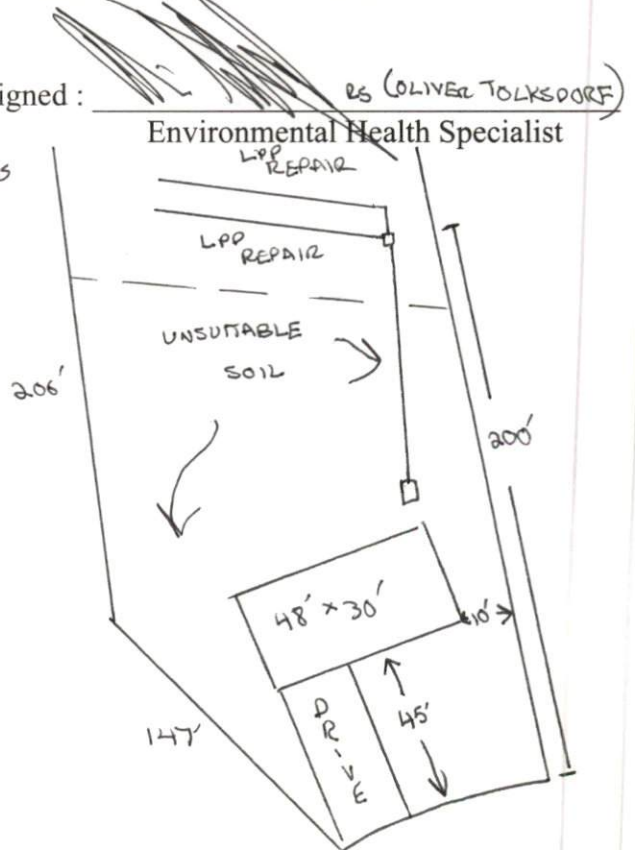 igned : RS (OLIVER TOLKSDORF)
Environmental Health Specialist
s
LPP
REPAIR
LPP
REPAIR
UNSUITABLE
SOIL
206'
200'
48' x 30'
10'
DRIVE
45'
147'